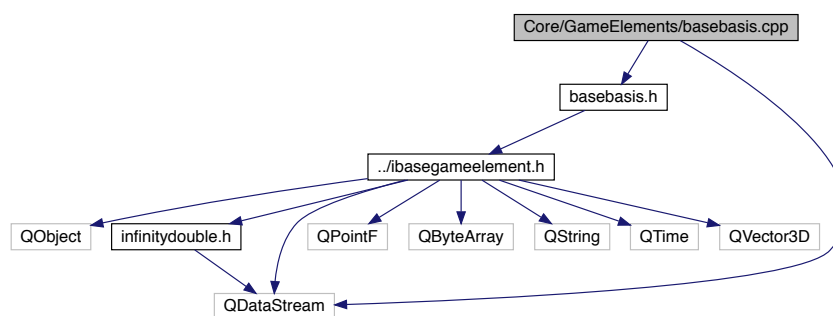 Core/GameElements/basebasis.cpp
basebasis.h
../ibasegameelement.h
QObject
infinitydouble.h
QPointF
QByteArray
QString
QTime
QVector3D
QDataStream